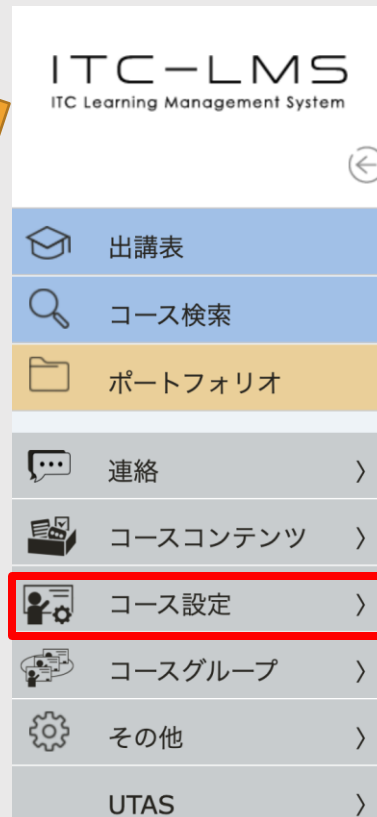 ITC-LMS
ITC Learning Management System
出講表
コース検索
ポートフォリオ
連絡
コースコンテンツ
コース設定
コースグループ
その他
UTAS